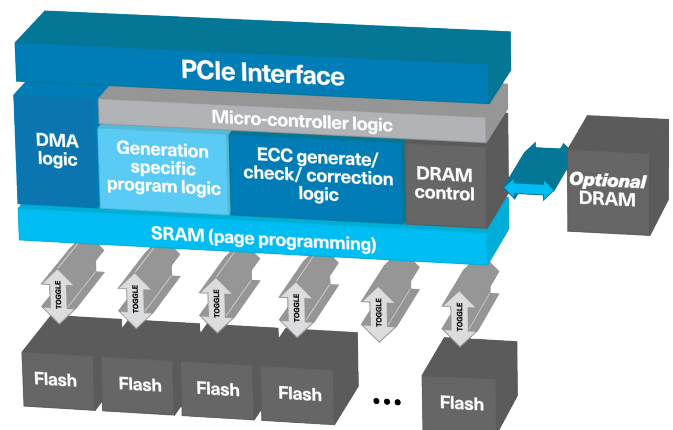 PCIe Interface
Micro-controller logic
DMA
logic
Generation
specific
program logic
ECC generate/
check/ correction
logic
DRAM
control
Optional
DRAM
SRAM (page programming)
TOGGLE
TOGGLE
TOGGLE
TOGGLE
TOGGLE
TOGGLE
Flash
Flash
Flash
Flash
...
Flash